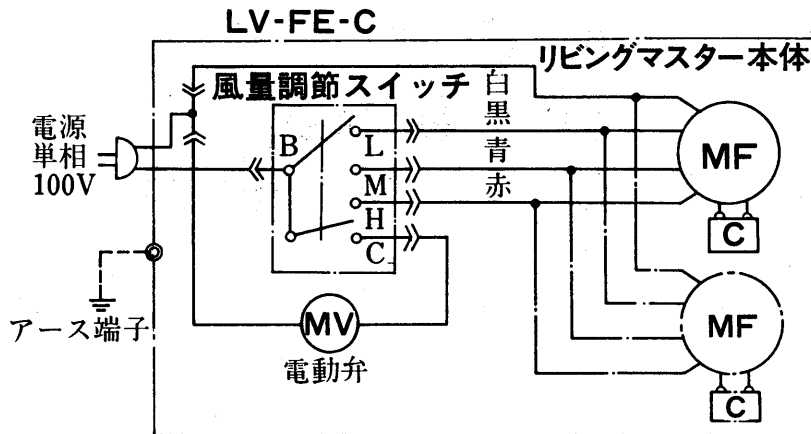 LV-FE-C
リビングマスター本体
風量調節スイッチ
白
黒
青
赤
電源
単相
100V
B
L
M
H
C
MF
C
アース端子
MV
電動弁
MF
C